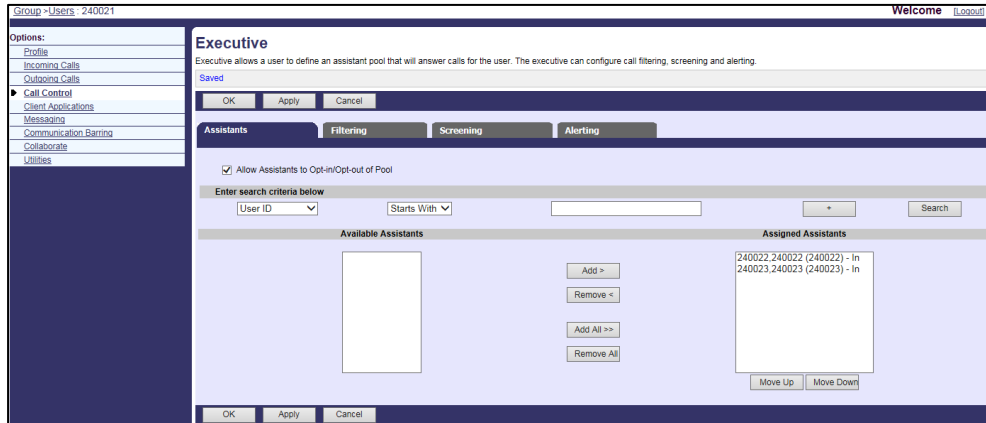 Group >Users : 240021
Welcome [Logout]
Options:
Profile
Incoming Calls
Outgoing Calls
Call Control
Client Applications
Messaging
Communication Barring
Collaborate
Utilities
Executive
Executive allows a user to define an assistant pool that will answer calls for the user. The executive can configure call filtering, screening and alerting.
Saved
OK Apply Cancel
Assistants Filtering Screening Alerting
Allow Assistants to Opt-in/Opt-out of Pool
Enter search criteria below
User ID Starts With + Search
Available Assistants Assigned Assistants
240022,240022 (240022) - In
240023,240023 (240023) - In
Add >
Remove <
Add All >>
Remove All
Move Up Move Down
OK Apply Cancel